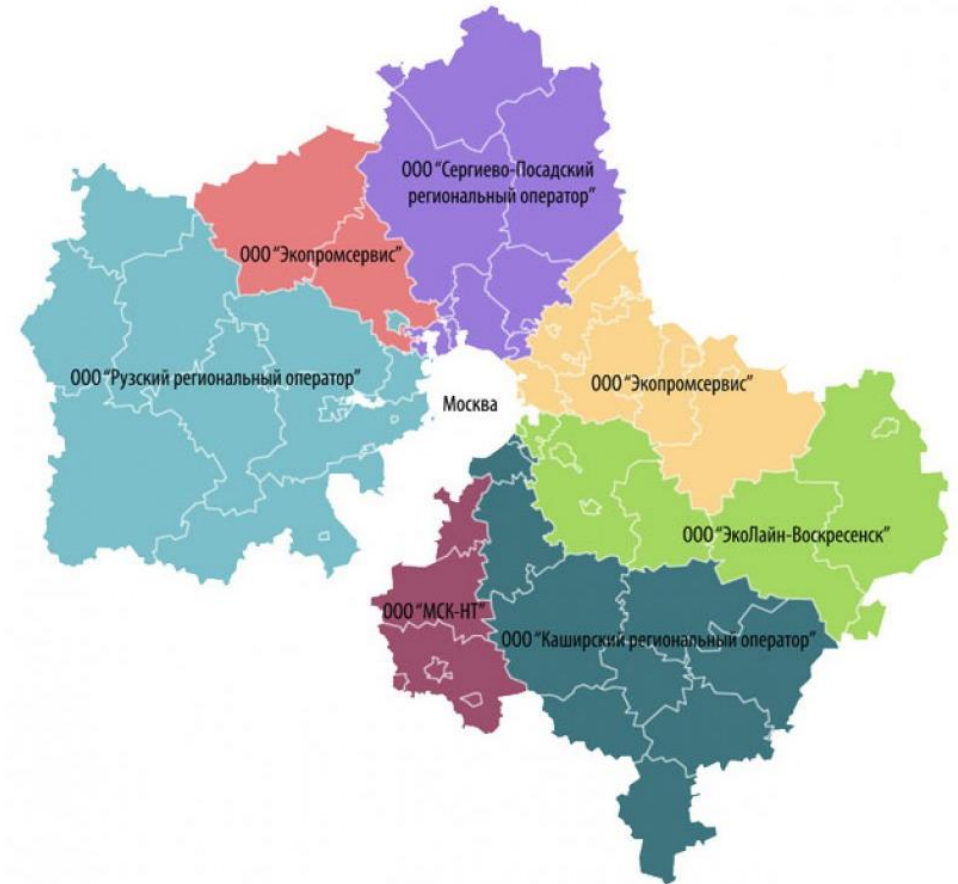 ООО "Сергиево-Посадский
региональный оператор"
ООО "Экопромсервис"
ООО "Рузский региональный оператор"
ООО "Экопромсервис"
Москва
ООО "ЭкоЛайн-Воскресенск"
ООО "МСК-НТ"
ООО "Каширский региональный оператор"